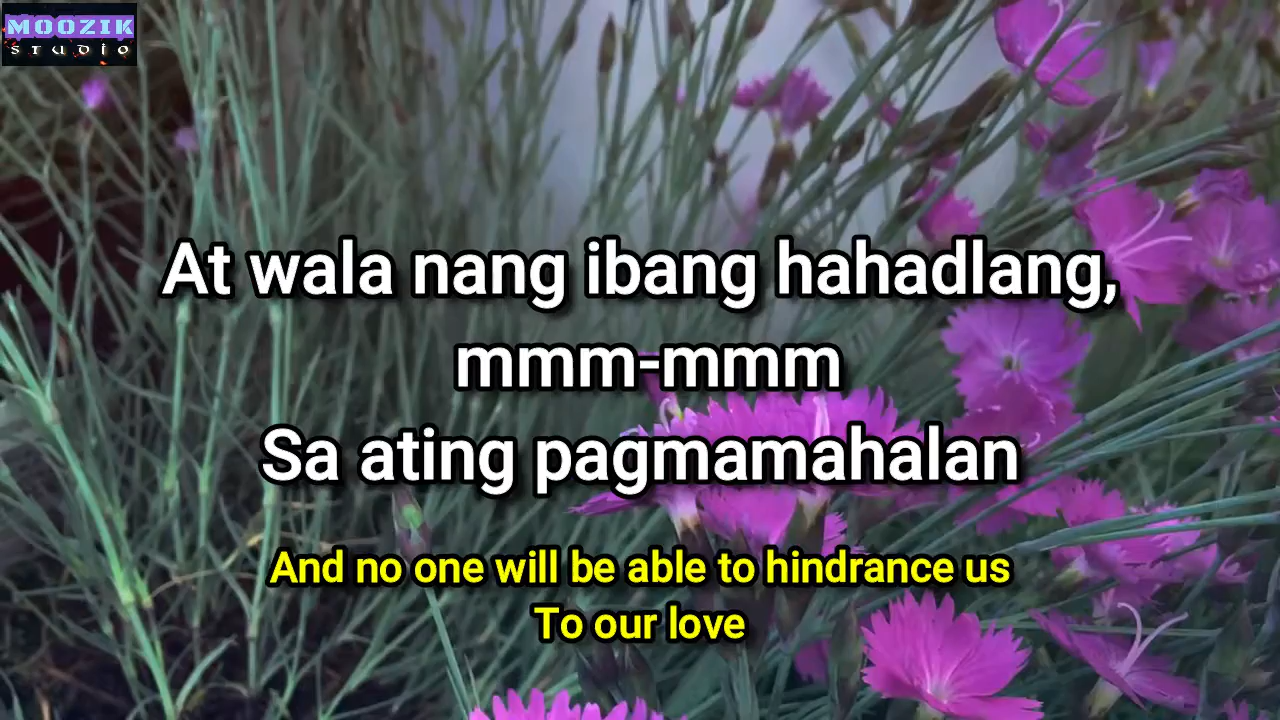 MOOZIK
STUDIO
At wala nang ibang hahadlang,
mmm-mmm
Sa ating pagmamahalan
And no one will be able to hindrance us
To our love